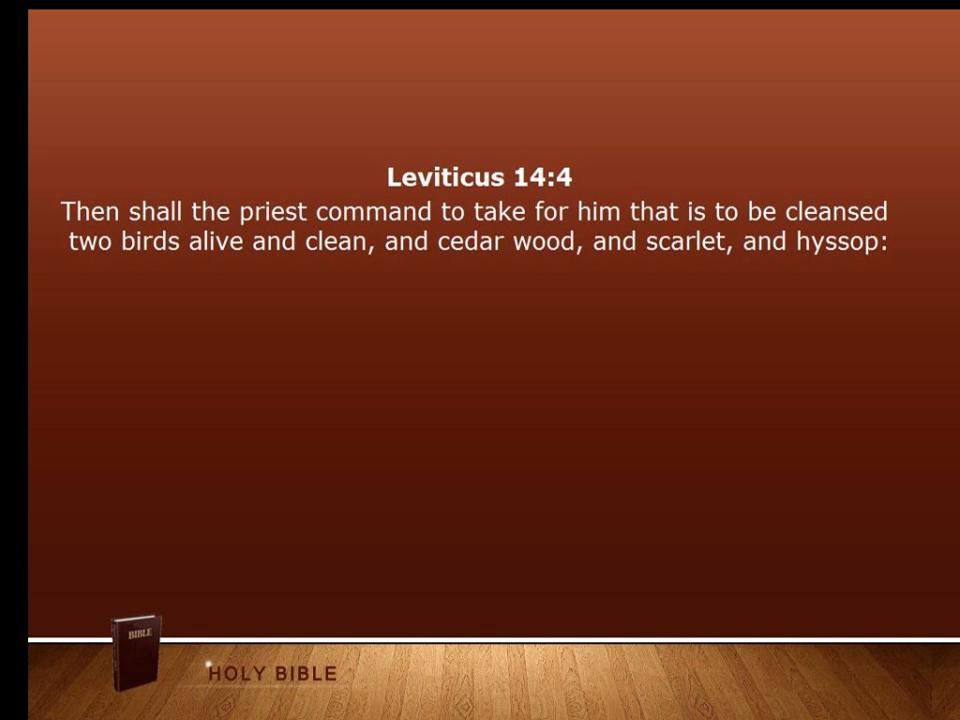 Leviticus 14:4
Then shall the priest command to take for him that is to be cleansed
two birds alive and clean, and cedar wood, and scarlet, and hyssop:
BIBLE
HOLY BIBLE